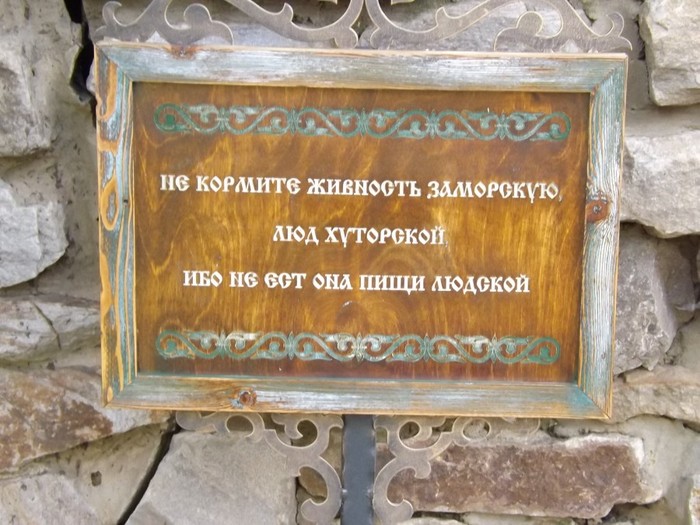 НЕ КОРМИТЕ ЖИВНОСТЬ ЗАМОРСКУЮ,
ЛЮД ХУТОРСКОЙ,
ИБО НЕ ЕСТ ОНА ПИЩИ ЛЮДСКОЙ